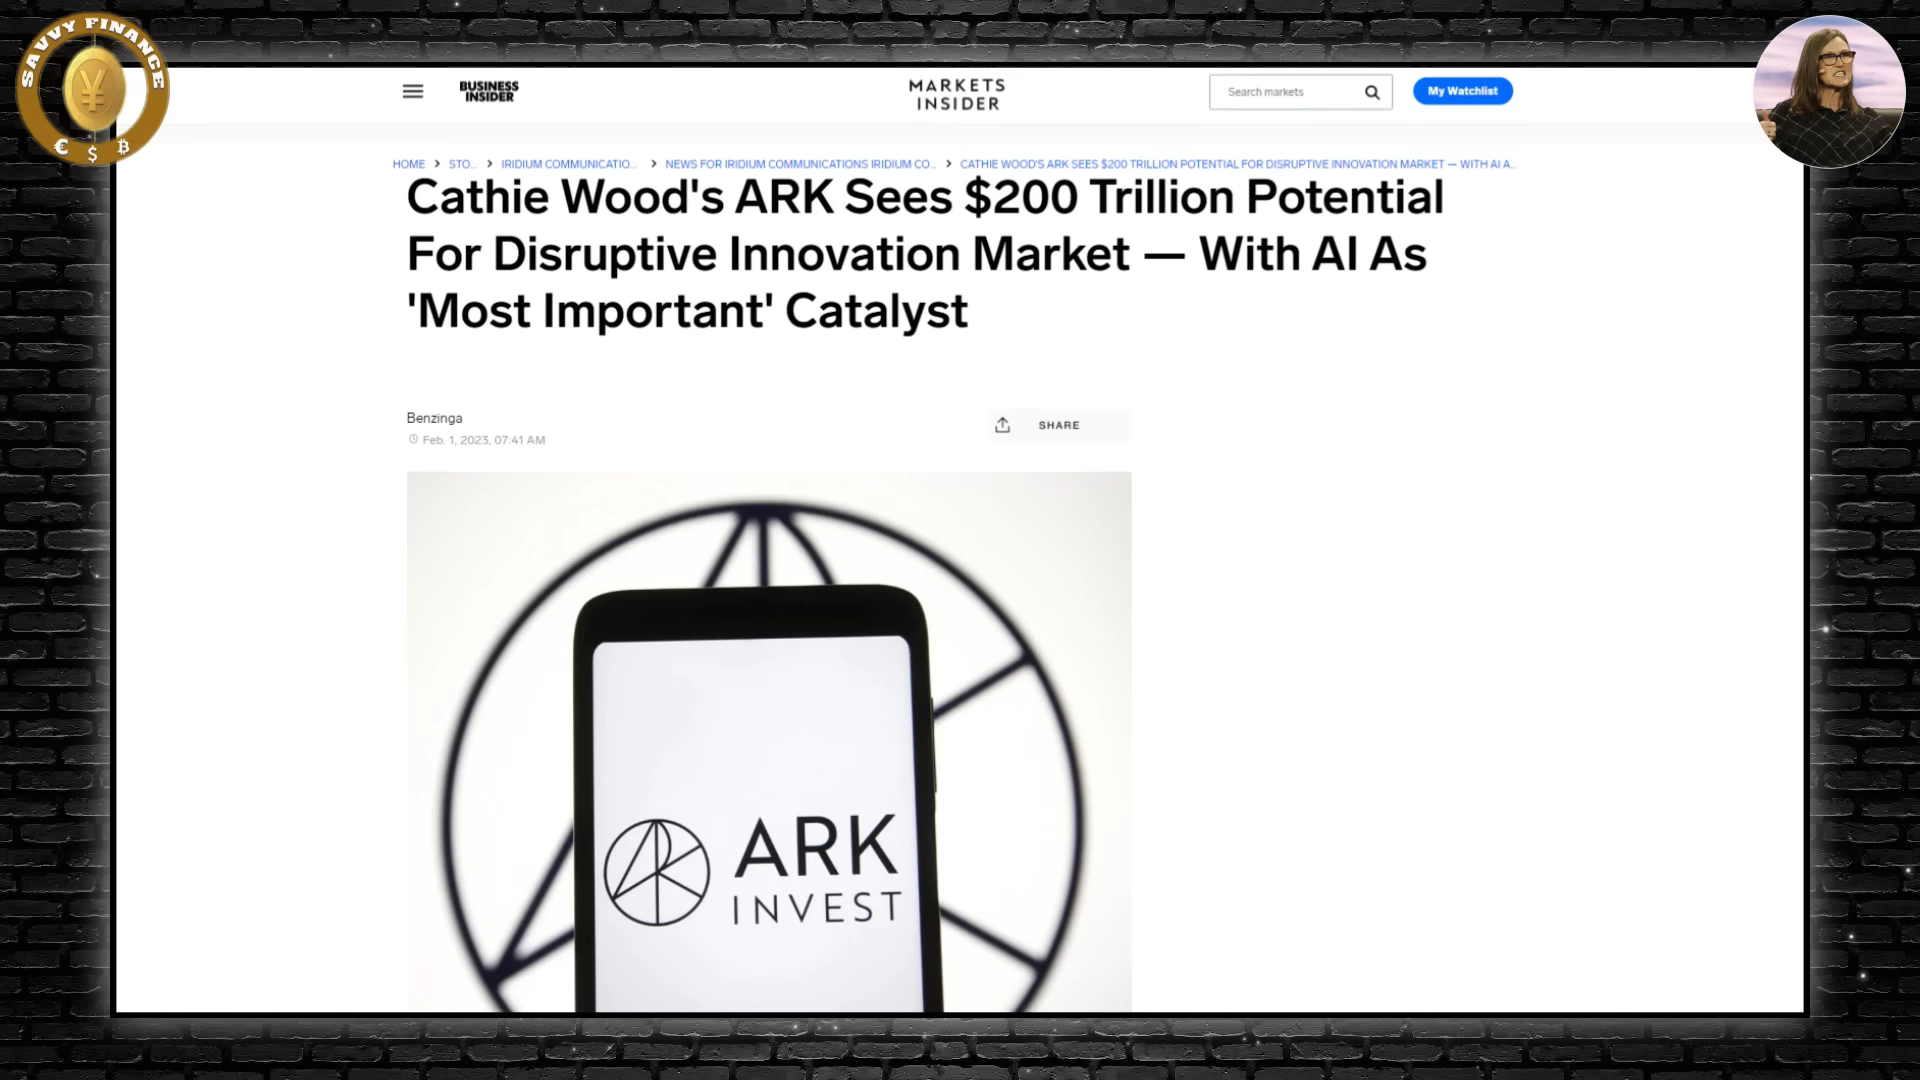 SAVVY FINANCE
¥
€ $ ₿
BUSINESS
INSIDER
MARKETS
INSIDER
Search markets
My Watchlist
HOME > STO... > IRIDIUM COMMUNICATIO... > NEWS FOR IRIDIUM COMMUNICATIONS IRIDIUM CO... > CATHIE WOOD'S ARK SEES $200 TRILLION POTENTIAL FOR DISRUPTIVE INNOVATION MARKET — WITH AI A...
Cathie Wood's ARK Sees $200 Trillion Potential
For Disruptive Innovation Market — With AI As
'Most Important' Catalyst
Benzinga
SHARE
Feb. 1, 2023, 07:41 AM
ARK
INVEST